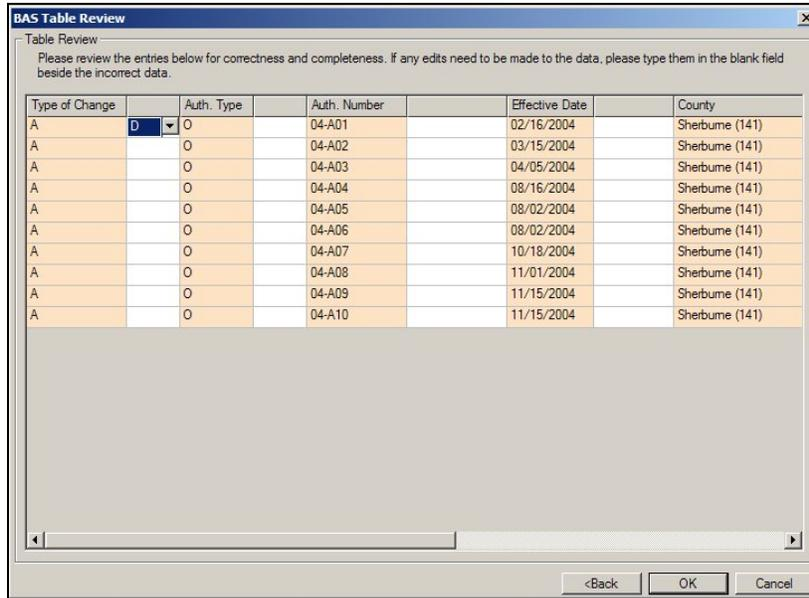 BAS Table Review
Table Review
Please review the entries below for correctness and completeness. If any edits need to be made to the data, please type them in the blank field
beside the incorrect data.
Type of Change Auth. Type Auth. Number Effective Date County
A D O 04-A01 02/16/2004 Sherburne (141)
A O 04-A02 03/15/2004 Sherburne (141)
A O 04-A03 04/05/2004 Sherburne (141)
A O 04-A04 08/16/2004 Sherburne (141)
A O 04-A05 08/02/2004 Sherburne (141)
A O 04-A06 08/02/2004 Sherburne (141)
A O 04-A07 10/18/2004 Sherburne (141)
A O 04-A08 11/01/2004 Sherburne (141)
A O 04-A09 11/15/2004 Sherburne (141)
A O 04-A10 11/15/2004 Sherburne (141)
<Back OK Cancel